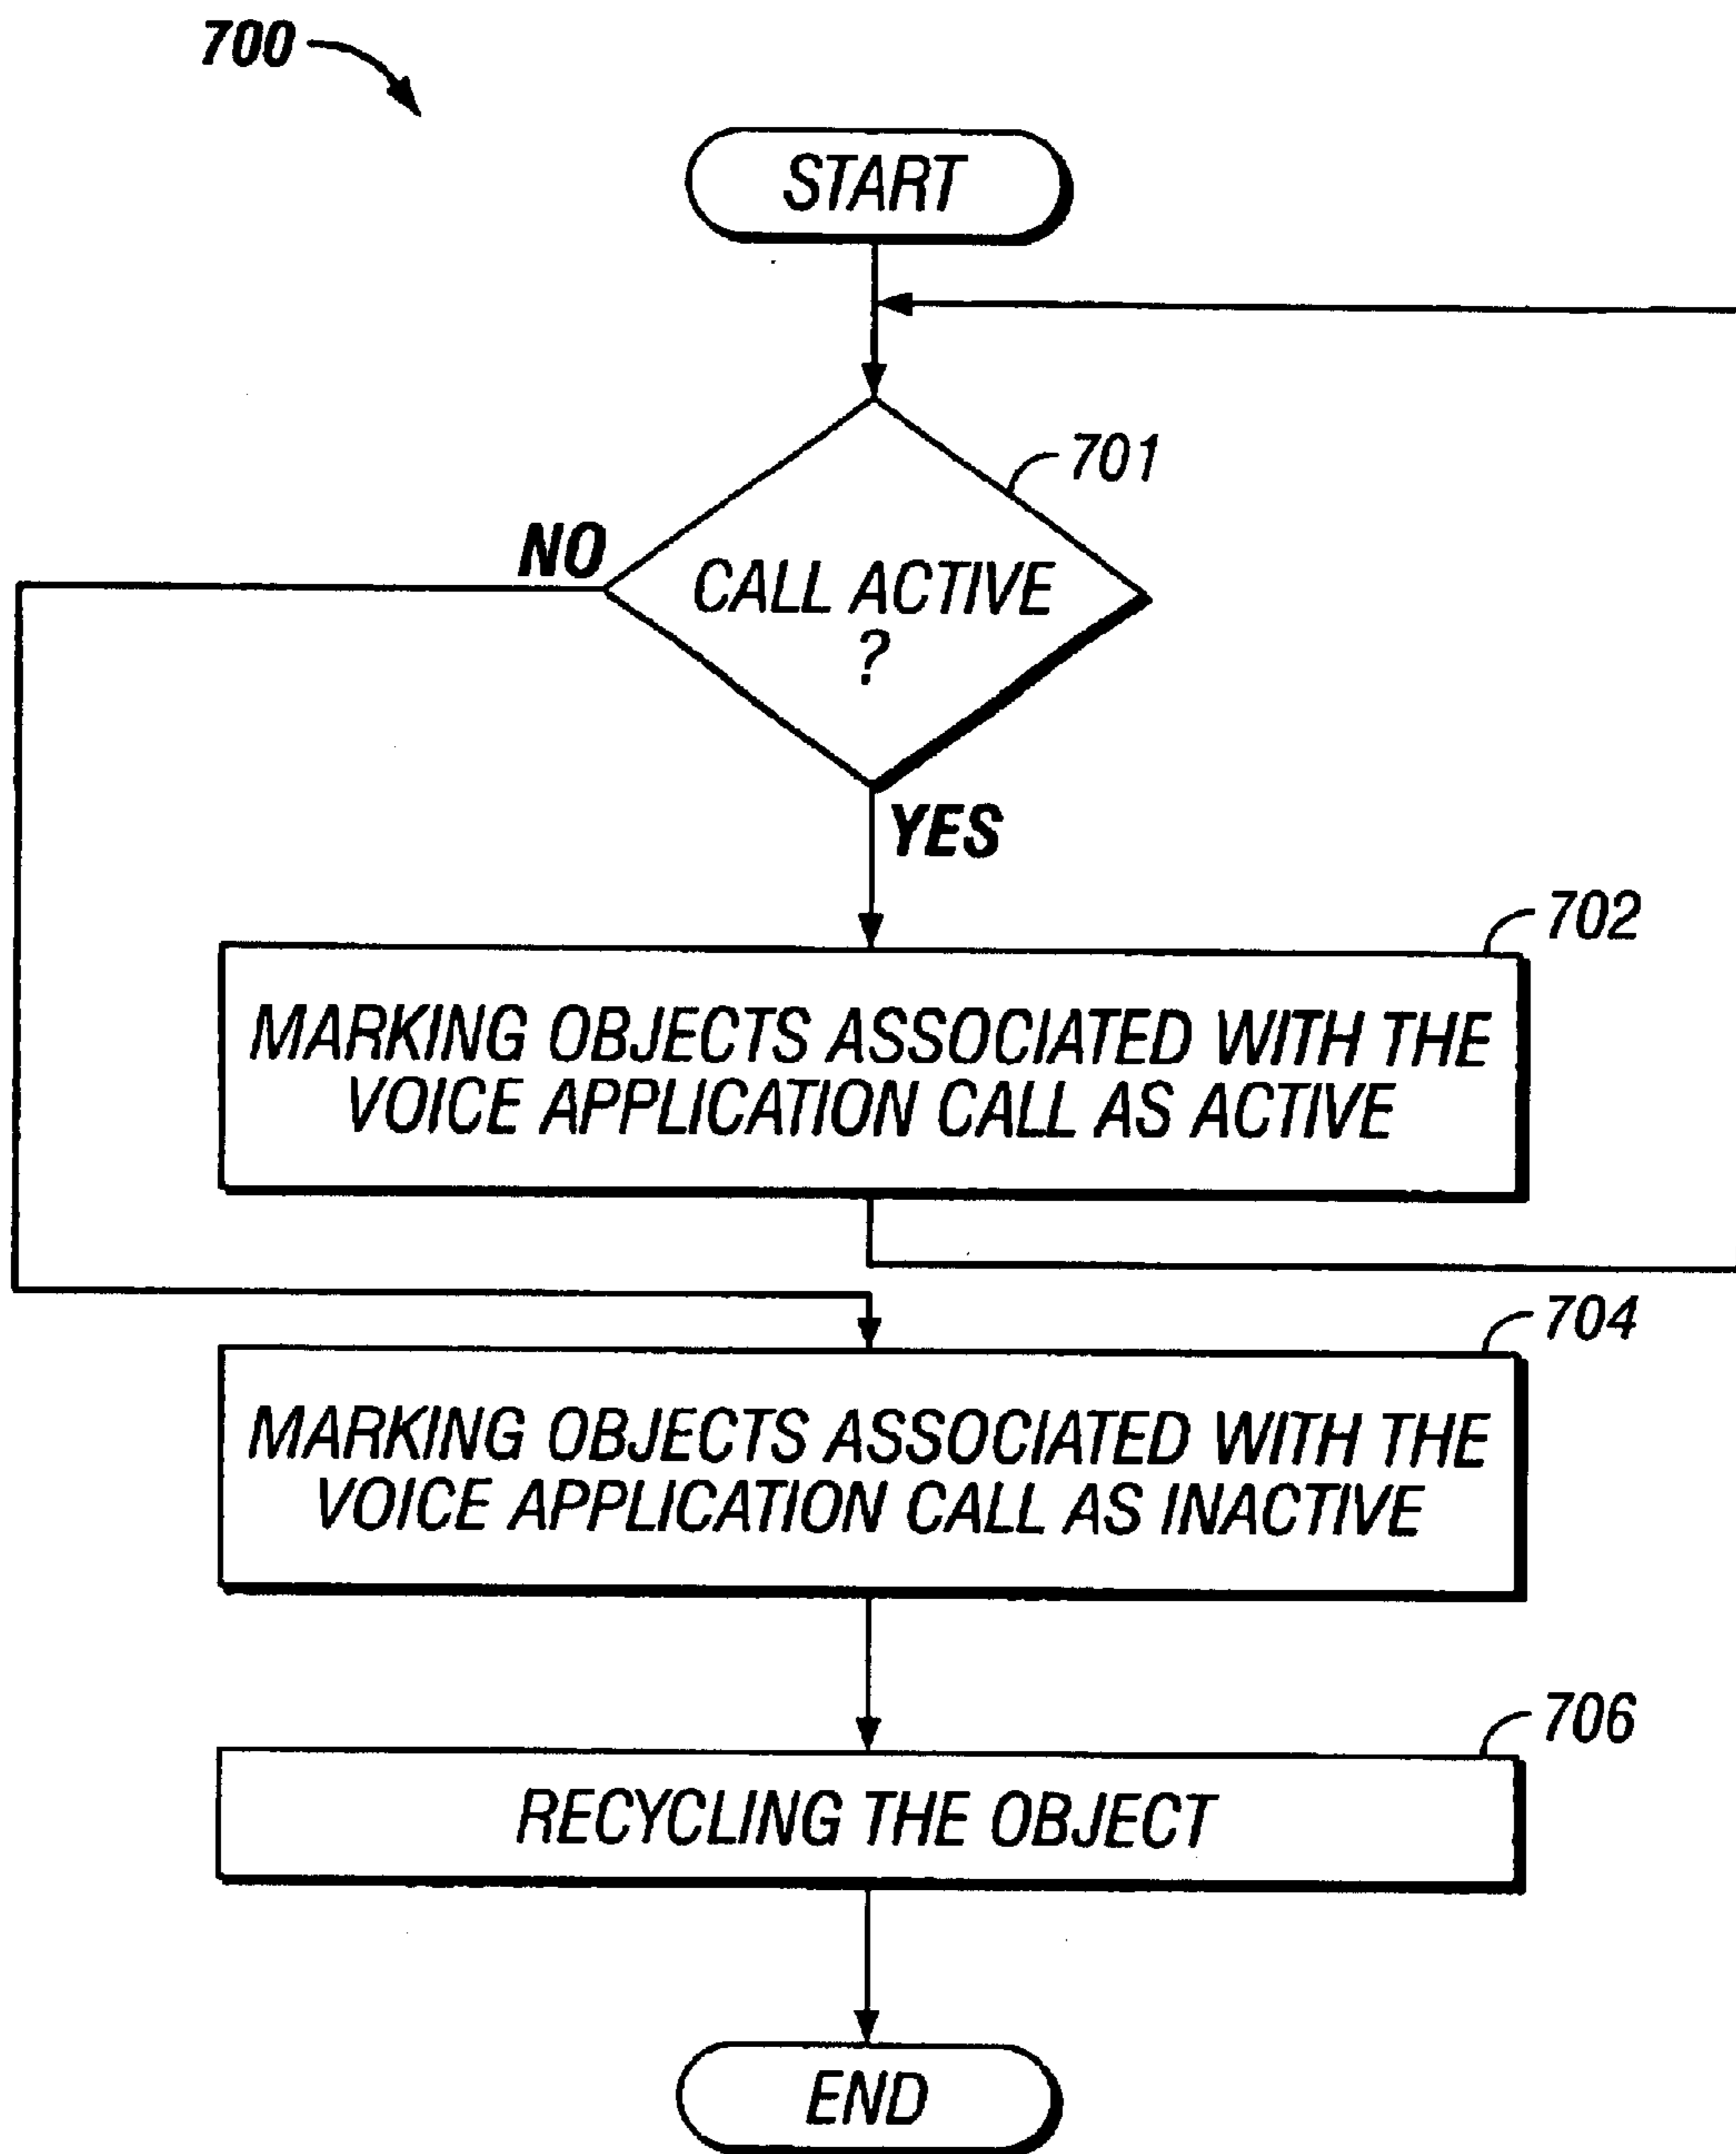 700
START
701
NO
CALL ACTIVE
?
YES
702
MARKING OBJECTS ASSOCIATED WITH THE
VOICE APPLICATION CALL AS ACTIVE
704
MARKING OBJECTS ASSOCIATED WITH THE
VOICE APPLICATION CALL AS INACTIVE
706
RECYCLING THE OBJECT
END